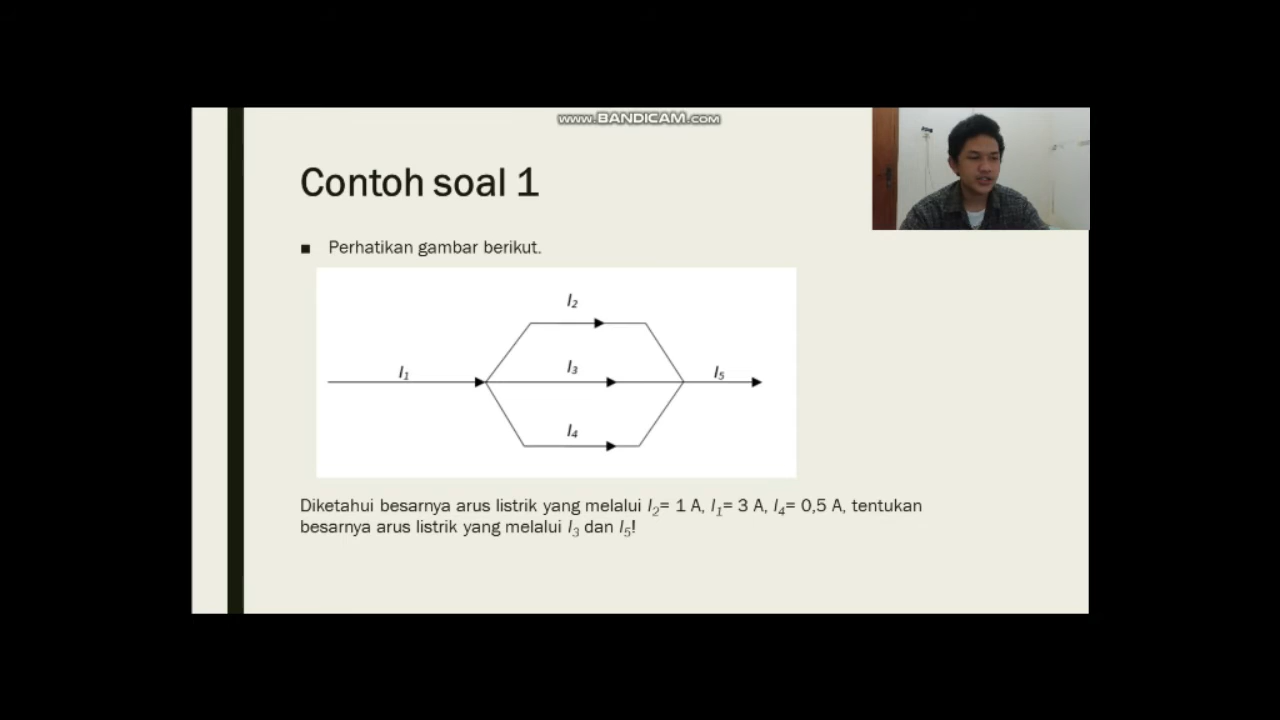 www.BANDICAM.com
Contoh soal 1
■ Perhatikan gambar berikut.
I₂
I₁
I₃
I₅
I₄
Diketahui besarnya arus listrik yang melalui I₂= 1 A, I₁= 3 A, I₄= 0,5 A, tentukan
besarnya arus listrik yang melalui I₃ dan I₅!